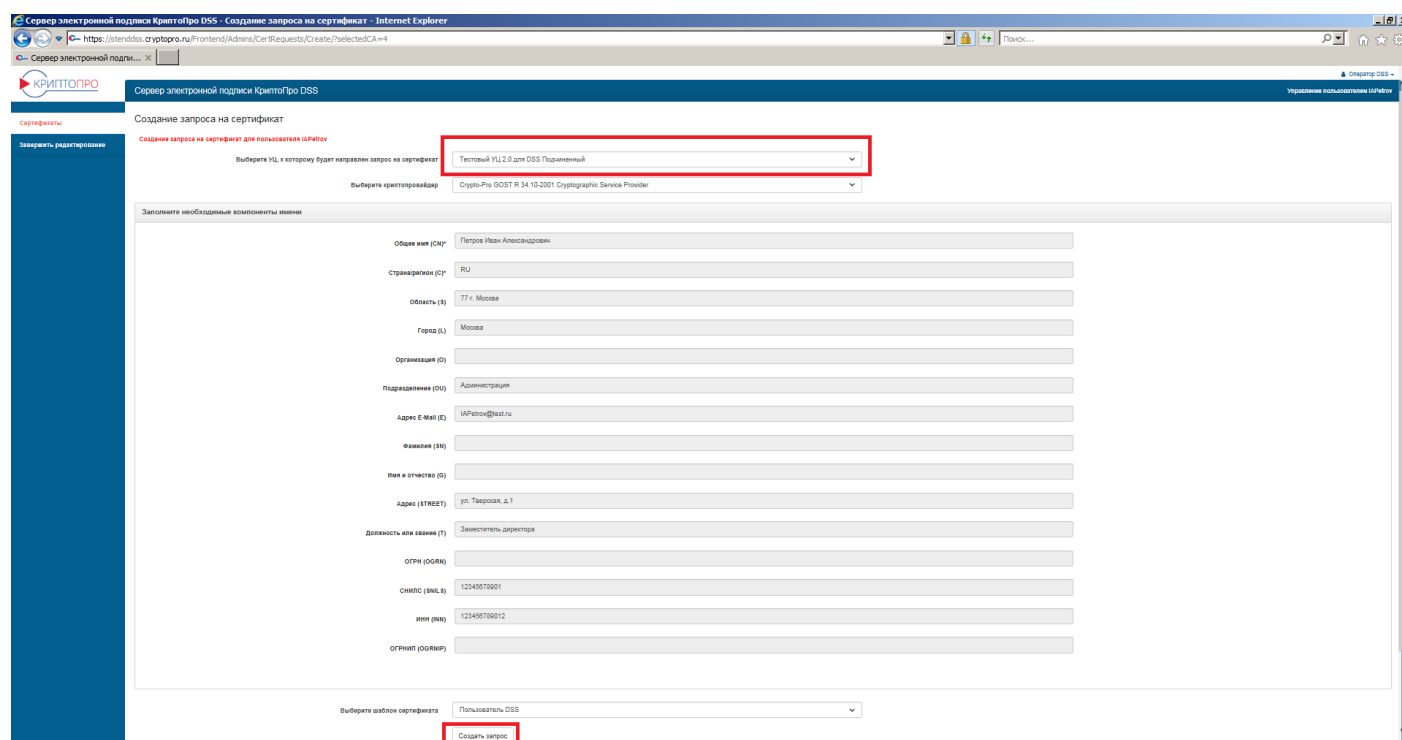 Сервер электронной подписи КриптоПро DSS - Создание запроса на сертификат - Internet Explorer
https://stenddss.cryptopro.ru/Frontend/Admins/CertRequests/Create/?selectedCA=4
Поиск...
Сервер электронной подпи...
КРИПТОПРО
Оператор DSS
Сервер электронной подписи КриптоПро DSS
Управление пользователем IAPetrov
Сертификаты
Завершить редактирование
Создание запроса на сертификат
Создание запроса на сертификат для пользователя IAPetrov
Выберите УЦ, к которому будет направлен запрос на сертификат Тестовый УЦ 2.0 для DSS Подчиненный
Выберите криптопровайдер Crypto-Pro GOST R 34.10-2001 Cryptographic Service Provider
Заполните необходимые компоненты имени
Общее имя (CN)* Петров Иван Александрович
Страна/регион (C)* RU
Область (S) 77 г. Москва
Город (L) Москва
Организация (O)
Подразделение (OU) Администрация
Адрес E-Mail (E) IAPetrov@test.ru
Фамилия (SN)
Имя и отчество (G)
Адрес (STREET) ул. Тверская, д.1
Должность или звание (T) Заместитель директора
ОГРН (OGRN)
СНИЛС (SNILS) 12345678901
ИНН (INN) 123456789012
ОГРНИП (OGRNIP)
Выберите шаблон сертификата Пользователь DSS
Создать запрос